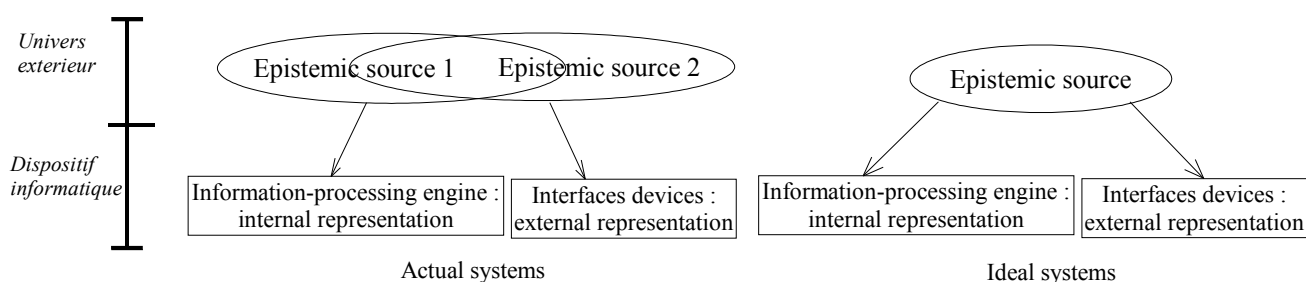 Univers
exterieur
Epistemic source 1
Epistemic source 2
Epistemic source
Dispositif
informatique
Information-processing engine :
internal representation
Interfaces devices :
external representation
Information-processing engine :
internal representation
Interfaces devices :
external representation
Actual systems
Ideal systems